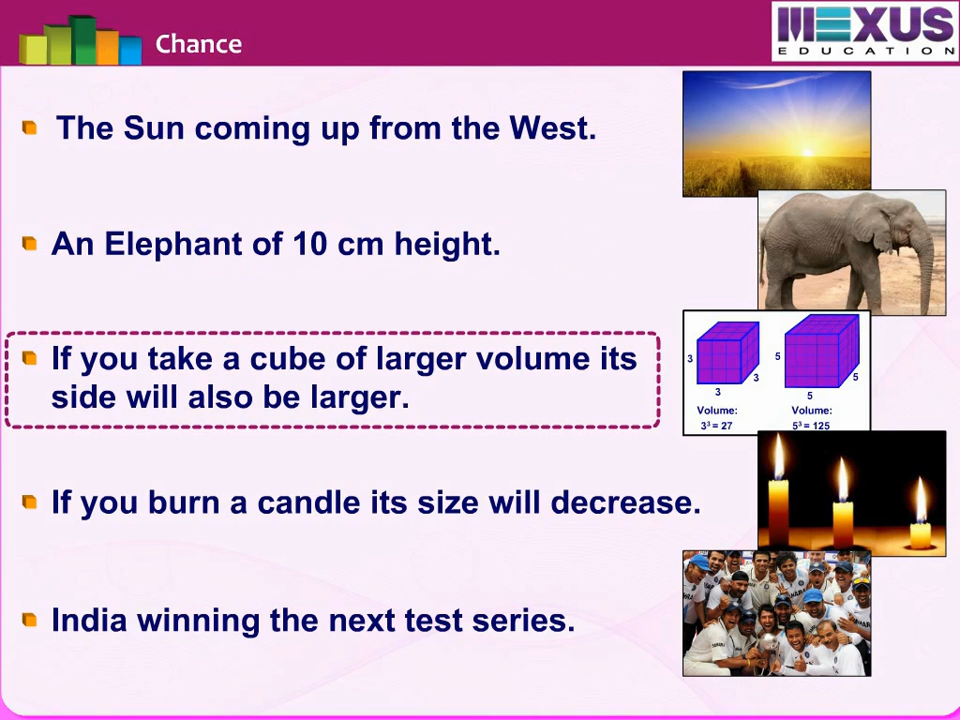 Chance
MEXUS
EDUCATION
The Sun coming up from the West.
An Elephant of 10 cm height.
If you take a cube of larger volume its
side will also be larger.
3
3
3
Volume:
3³ = 27
5
5
5
Volume:
5³ = 125
If you burn a candle its size will decrease.
India winning the next test series.